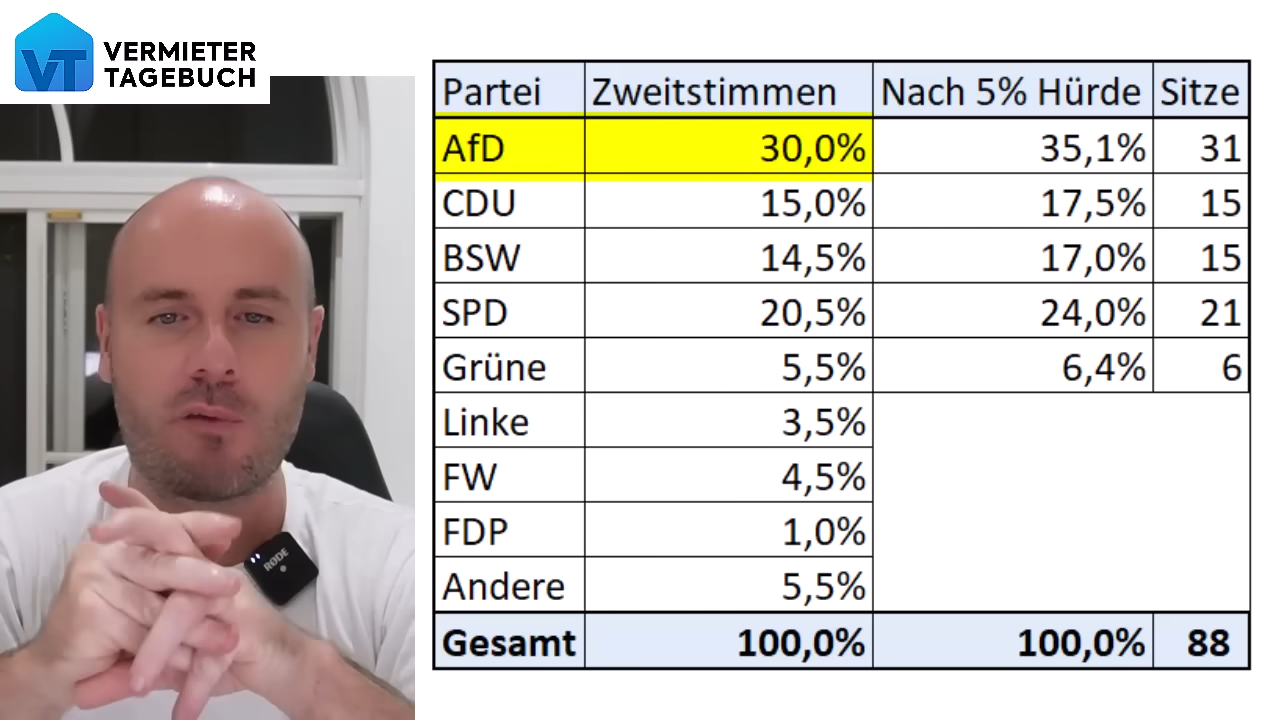 VT VERMIETER
TAGEBUCH
Partei Zweitstimmen Nach 5% Hürde Sitze
AfD 30,0% 35,1% 31
CDU 15,0% 17,5% 15
BSW 14,5% 17,0% 15
SPD 20,5% 24,0% 21
Grüne 5,5% 6,4% 6
Linke 3,5%
FW 4,5%
FDP 1,0%
Andere 5,5%
Gesamt 100,0% 100,0% 88
RØDE